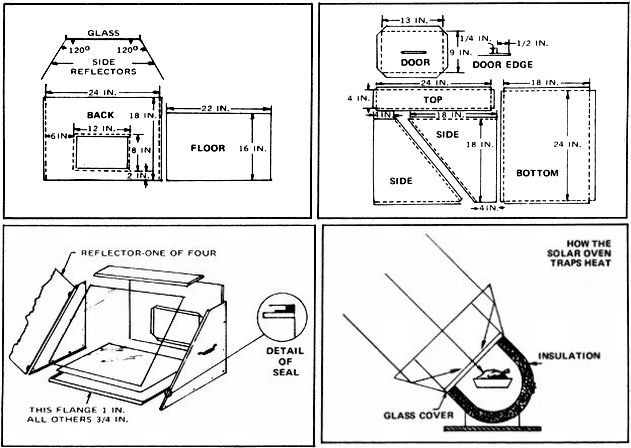 GLASS
120° 120°
SIDE
REFLECTORS
24 IN.
BACK
18 IN.
6 IN
12 IN.
8 IN
2 IN.
22 IN.
FLOOR
16 IN.
13 IN.
1/4 IN.
9 IN.
DOOR
1/2 IN.
DOOR EDGE
24 IN.
4 IN.
TOP
4 IN.
18 IN.
SIDE
18 IN.
SIDE
4 IN.
18 IN.
24 IN.
BOTTOM
REFLECTOR-ONE OF FOUR
DETAIL
OF
SEAL
THIS FLANGE 1 IN.
ALL OTHERS 3/4 IN.
HOW THE
SOLAR OVEN
TRAPS HEAT
INSULATION
GLASS COVER